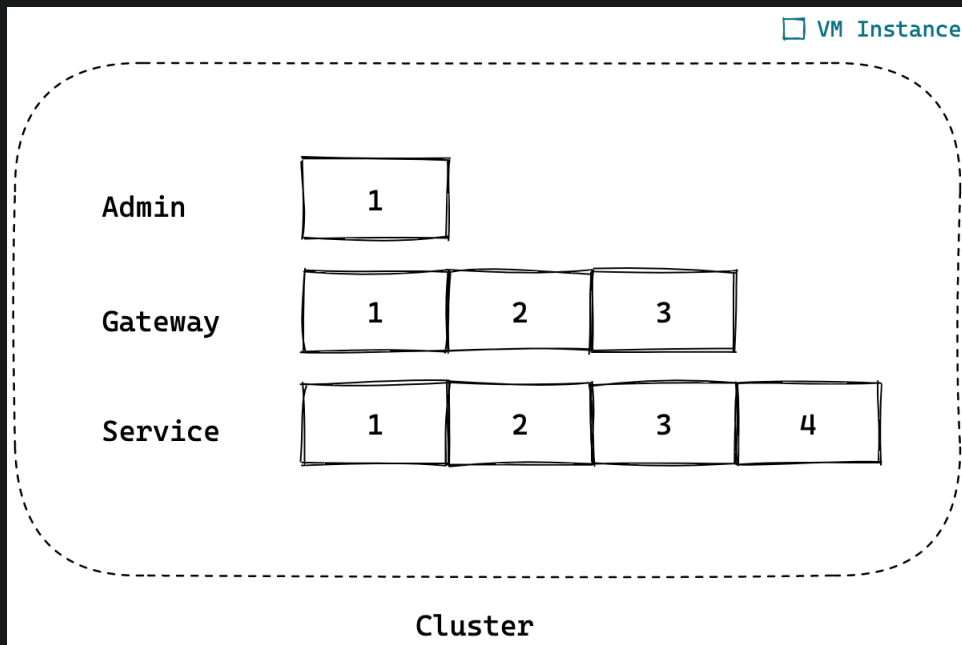 VM Instance
Admin
1
Gateway
1 2 3
Service
1 2 3 4
Cluster